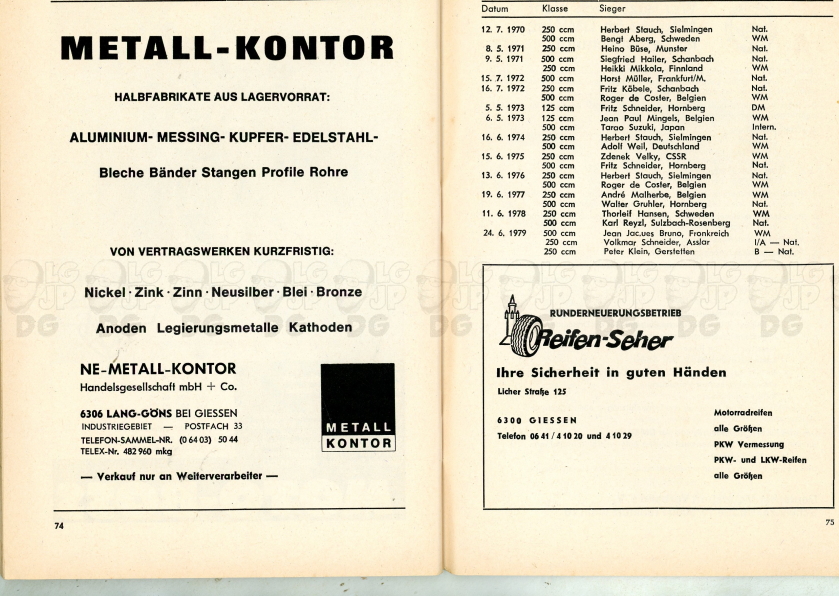 METALL-KONTOR
HALBFABRIKATE AUS LAGERVORRAT:
ALUMINIUM- MESSING- KUPFER- EDELSTAHL-
Bleche Bänder Stangen Profile Rohre
VON VERTRAGSWERKEN KURZFRISTIG:
Nickel · Zink · Zinn · Neusilber · Blei · Bronze
Anoden Legierungsmetalle Kathoden
NE-METALL-KONTOR
Handelsgesellschaft mbH + Co.
6306 LANG-GÖNS BEI GIESSEN
INDUSTRIEGEBIET — POSTFACH 33
TELEFON-SAMMEL-NR. (0 64 03) 50 44
TELEX-Nr. 482 960 mkg
METALL
KONTOR
— Verkauf nur an Weiterverarbeiter —
74
Datum Klasse Sieger
12. 7. 1970 250 ccm Herbert Stauch, Sielmingen Nat.
500 ccm Bengt Aberg, Schweden WM
8. 5. 1971 250 ccm Heino Büse, Munster Nat.
9. 5. 1971 500 ccm Siegfried Hailer, Schanbach Nat.
250 ccm Heikki Mikkola, Finnland WM
15. 7. 1972 500 ccm Horst Müller, Frankfurt/M. Nat.
16. 7. 1972 250 ccm Fritz Köbele, Schanbach Nat.
500 ccm Roger de Coster, Belgien WM
5. 5. 1973 125 ccm Fritz Schneider, Hornberg DM
6. 5. 1973 125 ccm Jean Paul Mingels, Belgien WM
500 ccm Tarao Suzuki, Japan Intern.
16. 6. 1974 250 ccm Herbert Stauch, Sielmingen Nat.
500 ccm Adolf Weil, Deutschland WM
15. 6. 1975 250 ccm Zdenek Velky, CSSR WM
500 ccm Fritz Schneider, Hornberg Nat.
13. 6. 1976 250 ccm Herbert Stauch, Sielmingen Nat.
500 ccm Roger de Coster, Belgien WM
19. 6. 1977 250 ccm André Malherbe, Belgien WM
500 ccm Walter Gruhler, Hornberg Nat.
11. 6. 1978 250 ccm Thorleif Hansen, Schweden WM
500 ccm Karl Reyzl, Sulzbach-Rosenberg Nat.
24. 6. 1979 500 ccm Jean Jac.ues Bruno, Fronkreich WM
250 ccm Volkmar Schneider, Asslar I/A — Nat.
250 ccm Peter Klein, Gerstetten B — Nat.
RUNDERNEUERUNGSBETRIEB
Reifen-Seher
Ihre Sicherheit in guten Händen
Licher Straße 125
6300 GIESSEN
Telefon 06 41 / 4 10 20 und 4 10 29
Motorradreifen
alle Größen
PKW Vermessung
PKW- und LKW-Reifen
alle Größen
75
LG JP DG